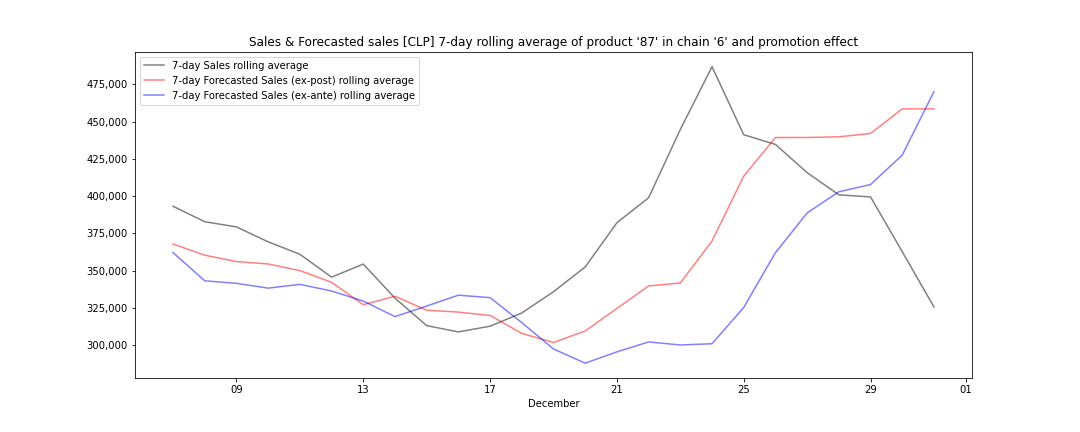 Sales & Forecasted sales [CLP] 7-day rolling average of product '87' in chain '6' and promotion effect
7-day Sales rolling average
7-day Forecasted Sales (ex-post) rolling average
7-day Forecasted Sales (ex-ante) rolling average
475,000
450,000
425,000
400,000
375,000
350,000
325,000
300,000
09 13 17 21 25 29 01
December